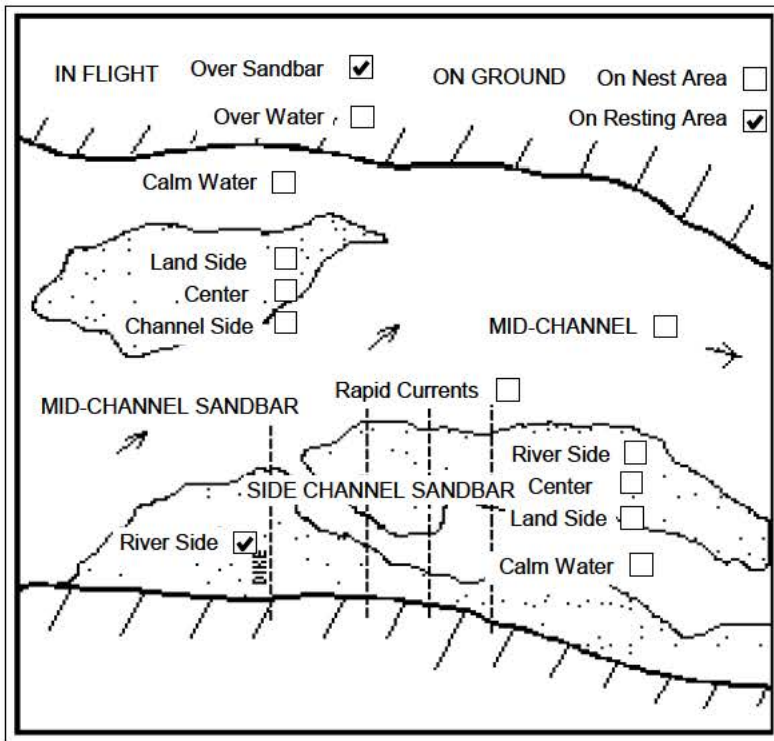 IN FLIGHT Over Sandbar ON GROUND On Nest Area
Over Water On Resting Area
Calm Water
Land Side
Center
Channel Side
MID-CHANNEL
Rapid Currents
MID-CHANNEL SANDBAR
River Side
SIDE CHANNEL SANDBAR Center
Land Side
River Side
DIKE
Calm Water